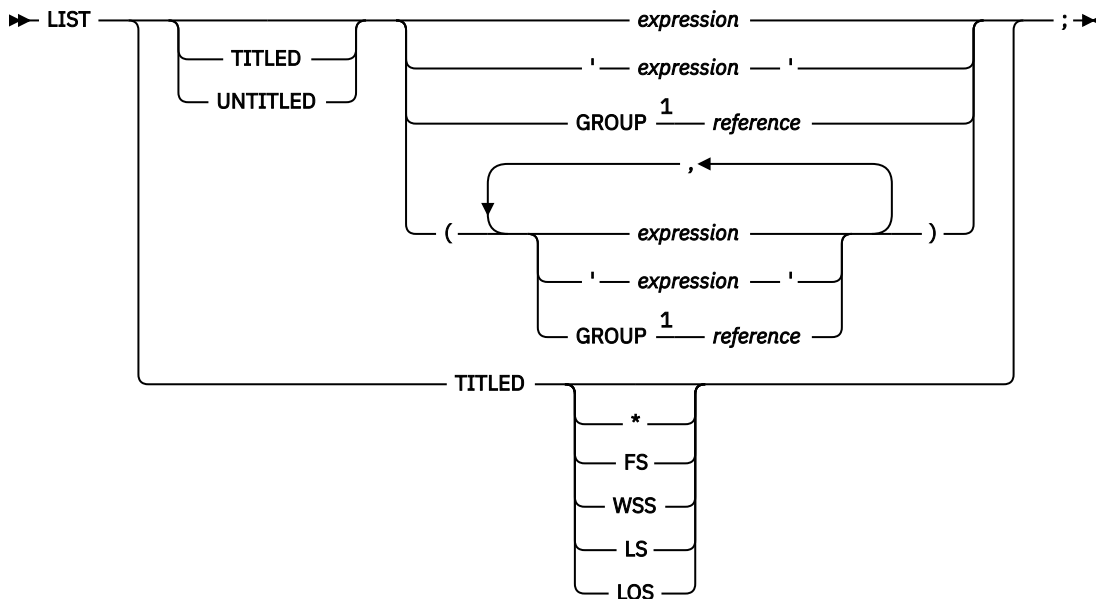 LIST expression ;
TITLED
' expression '
UNTITLED
GROUP 1 reference
,
( expression )
' expression '
GROUP 1 reference
TITLED
*
FS
WSS
LS
LOS